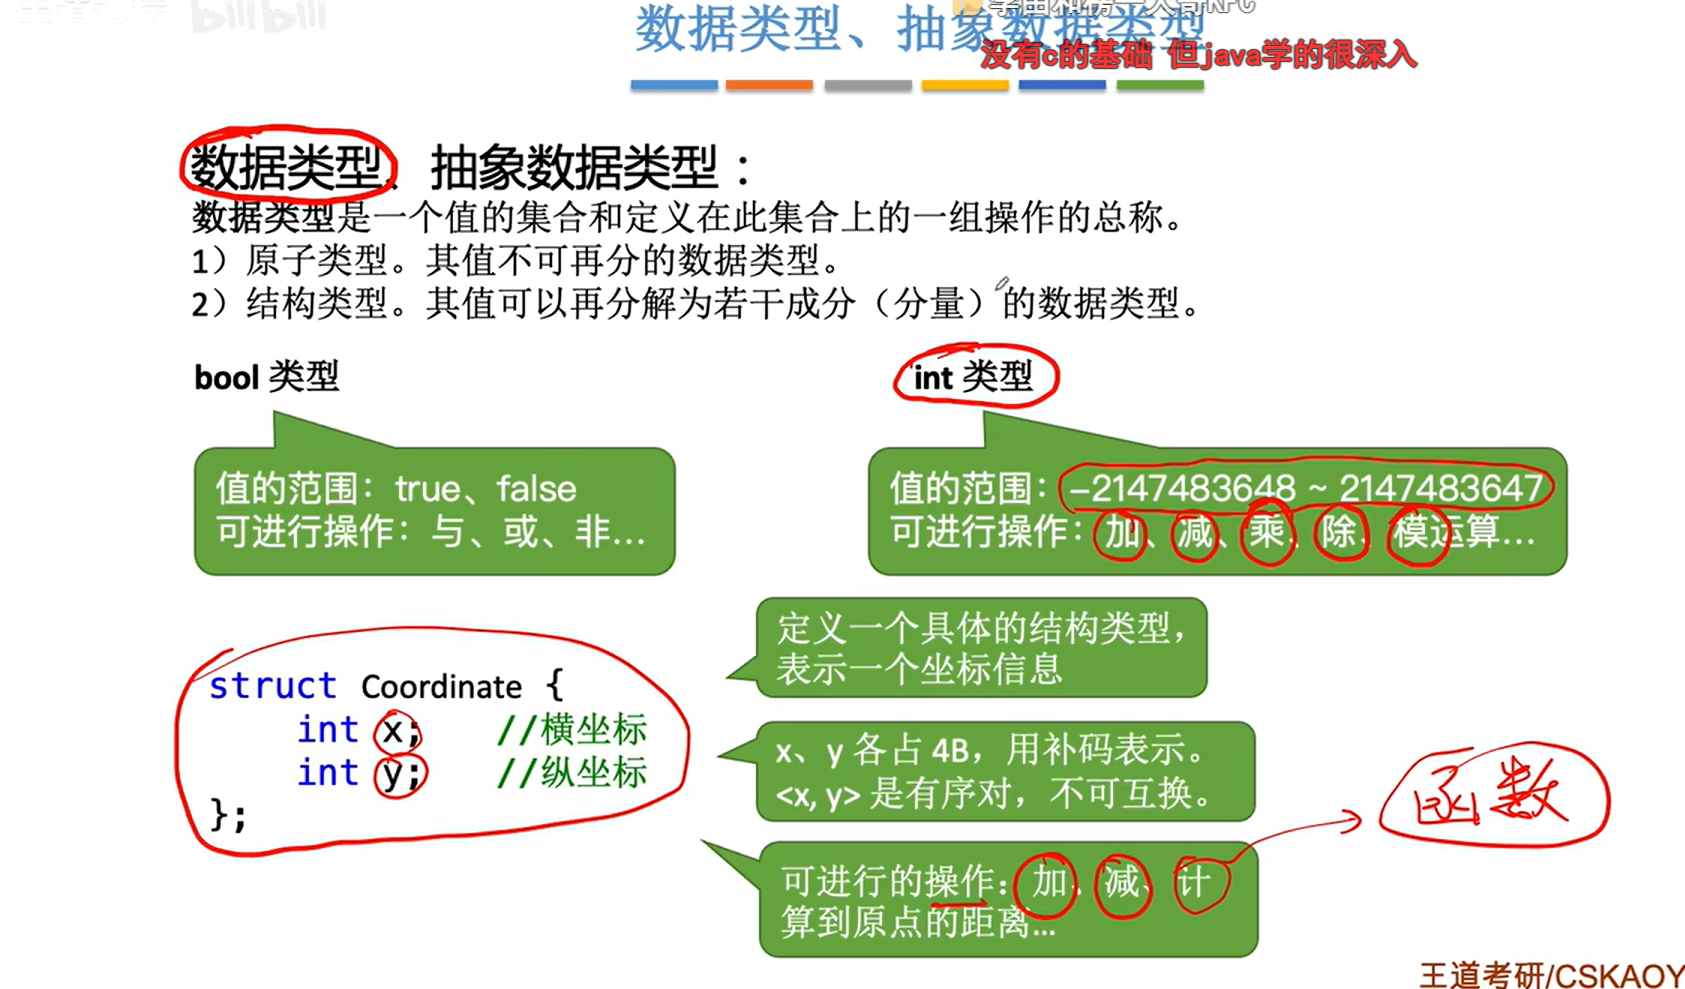 bilibili
数据类型、抽象数据类型
没有c的基础 但java学的很深入
数据类型、抽象数据类型：
数据类型是一个值的集合和定义在此集合上的一组操作的总称。
1）原子类型。其值不可再分的数据类型。
2）结构类型。其值可以再分解为若干成分（分量）的数据类型。
bool 类型
int 类型
值的范围：true、false
可进行操作：与、或、非...
值的范围：-2147483648 ~ 2147483647
可进行操作：加、减、乘、除、模运算...
struct Coordinate {
int x; //横坐标
int y; //纵坐标
};
定义一个具体的结构类型，
表示一个坐标信息
x、y 各占 4B，用补码表示。
<x, y> 是有序对，不可互换。
可进行的操作：加、减、计
算到原点的距离...
函数
王道考研/CSKAOY